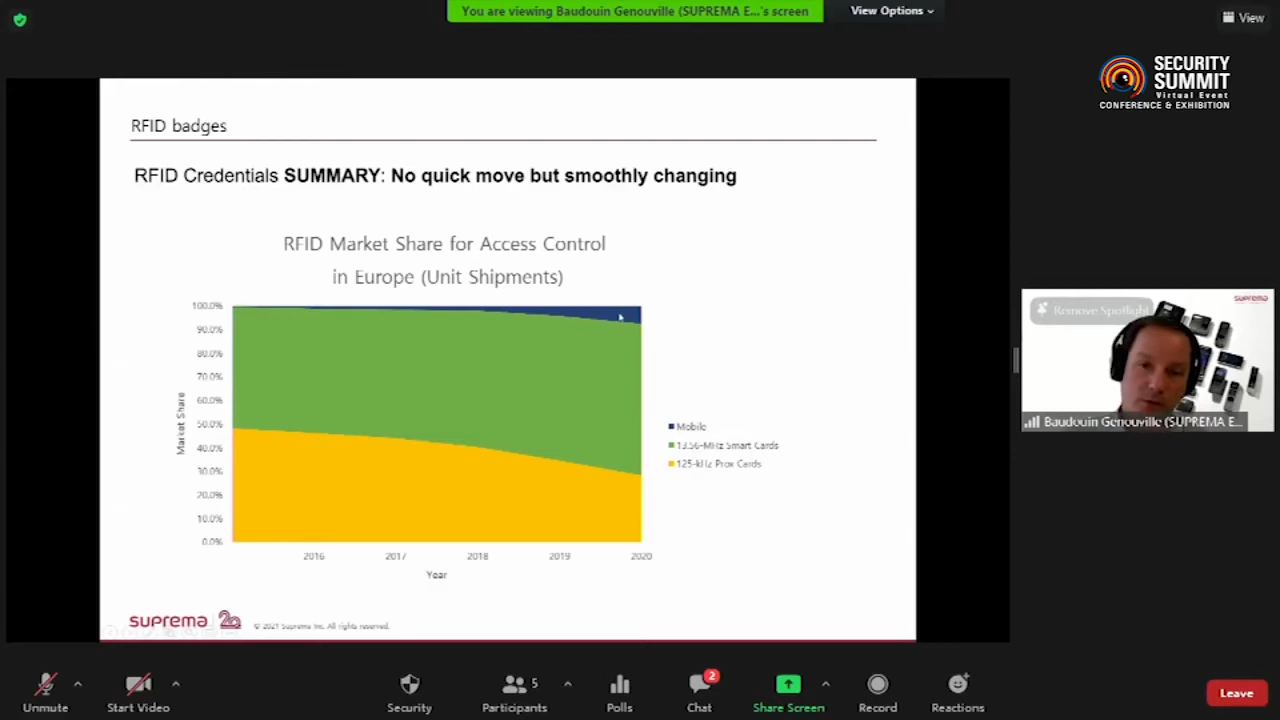 You are viewing Baudouin Genouville (SUPREMA E...'s screen
View Options
View
SECURITY
SUMMIT
Virtual Event
CONFERENCE & EXHIBITION
RFID badges
RFID Credentials SUMMARY: No quick move but smoothly changing
RFID Market Share for Access Control
in Europe (Unit Shipments)
100.0%
90.0%
80.0%
70.0%
60.0%
50.0%
40.0%
30.0%
20.0%
10.0%
0.0%
Market Share
2016 2017 2018 2019 2020
Year
Mobile
13.56-MHz Smart Cards
125-kHz Prox Cards
suprema 20
© 2021 Suprema Inc. All rights reserved.
suprema
Remove Spotlight
Baudouin Genouville (SUPREMA E...
Unmute
Start Video
Security
5
Participants
Polls
2
Chat
Share Screen
Record
Reactions
Leave